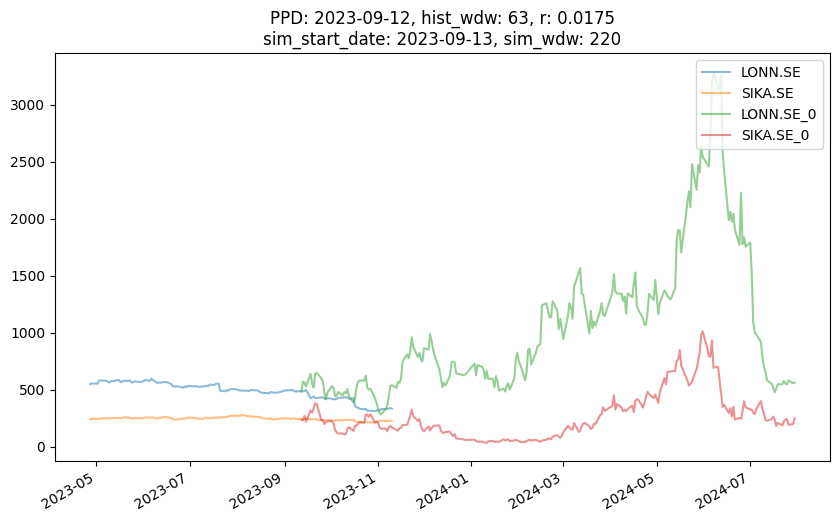 PPD: 2023-09-12, hist_wdw: 63, r: 0.0175
sim_start_date: 2023-09-13, sim_wdw: 220
LONN.SE
SIKA.SE
LONN.SE_0
SIKA.SE_0
3000
2500
2000
1500
1000
500
0
2023-05
2023-07
2023-09
2023-11
2024-01
2024-03
2024-05
2024-07